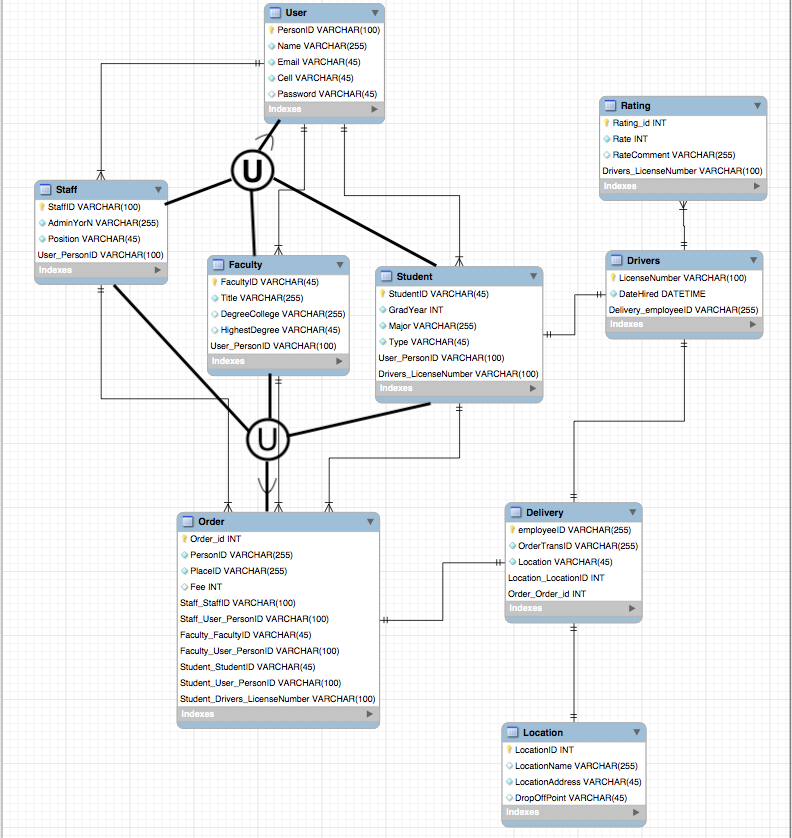 User
PersonID VARCHAR(100)
Name VARCHAR(255)
Email VARCHAR(45)
Cell VARCHAR(45)
Password VARCHAR(45)
Indexes
Rating
Rating_id INT
Rate INT
RateComment VARCHAR(255)
Drivers_LicenseNumber VARCHAR(100)
Indexes
U
Staff
StaffID VARCHAR(100)
AdminYorN VARCHAR(255)
Position VARCHAR(45)
User_PersonID VARCHAR(100)
Indexes
Faculty
FacultyID VARCHAR(45)
Title VARCHAR(255)
DegreeCollege VARCHAR(255)
HighestDegree VARCHAR(45)
User_PersonID VARCHAR(100)
Indexes
Student
StudentID VARCHAR(45)
GradYear INT
Major VARCHAR(255)
Type VARCHAR(45)
User_PersonID VARCHAR(100)
Drivers_LicenseNumber VARCHAR(100)
Indexes
Drivers
LicenseNumber VARCHAR(100)
DateHired DATETIME
Delivery_employeeID VARCHAR(255)
Indexes
U
Order
Order_id INT
PersonID VARCHAR(255)
PlaceID VARCHAR(255)
Fee INT
Staff_StaffID VARCHAR(100)
Staff_User_PersonID VARCHAR(100)
Faculty_FacultyID VARCHAR(45)
Faculty_User_PersonID VARCHAR(100)
Student_StudentID VARCHAR(45)
Student_User_PersonID VARCHAR(100)
Student_Drivers_LicenseNumber VARCHAR(100)
Indexes
Delivery
employeeID VARCHAR(255)
OrderTransID VARCHAR(255)
Location VARCHAR(45)
Location_LocationID INT
Order_Order_id INT
Indexes
Location
LocationID INT
LocationName VARCHAR(255)
LocationAddress VARCHAR(45)
DropOffPoint VARCHAR(45)
Indexes